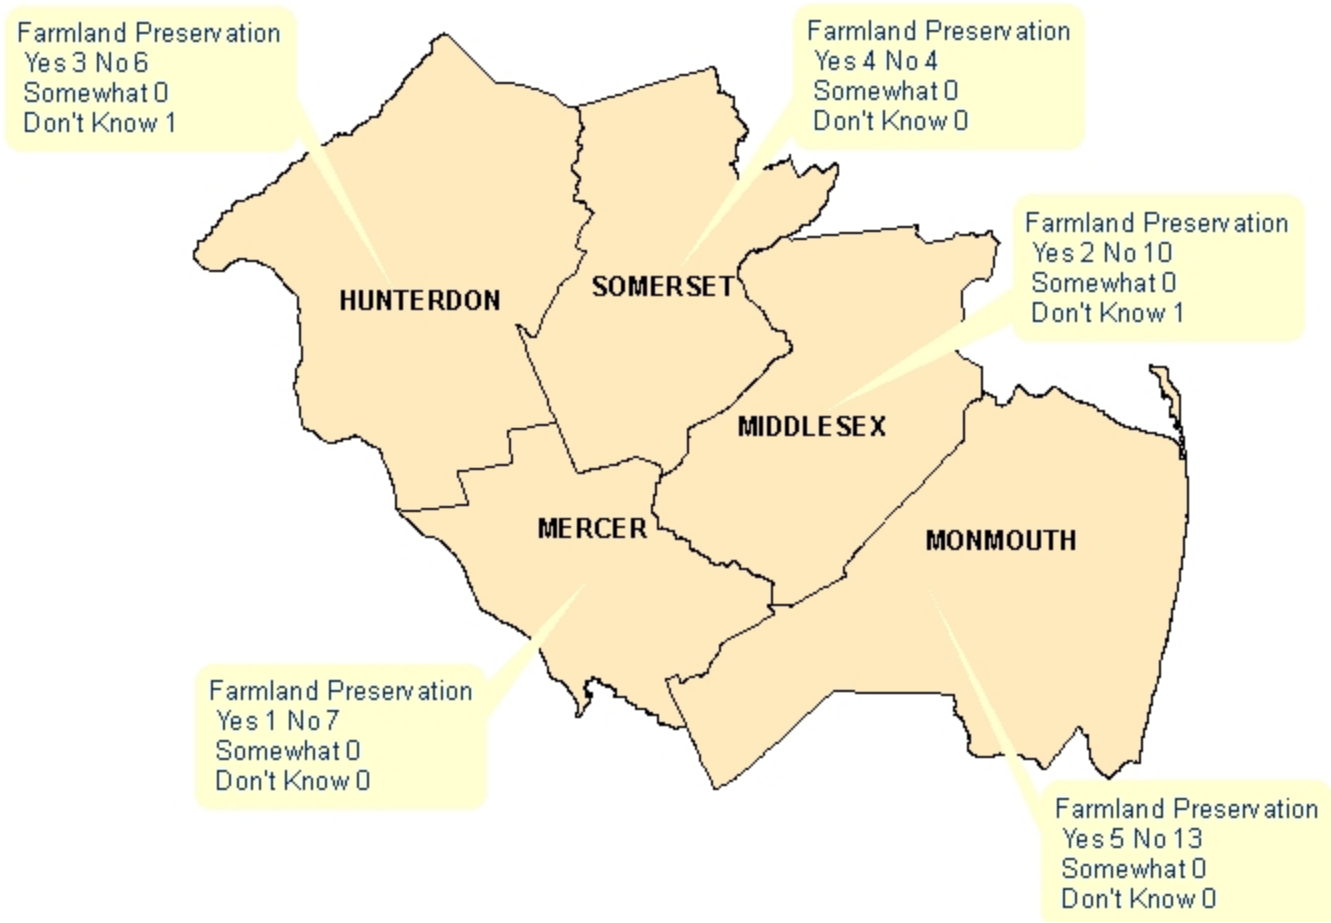 Farmland Preservation
Yes 3 No 6
Somewhat 0
Don't Know 1
Farmland Preservation
Yes 4 No 4
Somewhat 0
Don't Know 0
Farmland Preservation
Yes 2 No 10
Somewhat 0
Don't Know 1
HUNTERDON
SOMERSET
MIDDLESEX
MERCER
MONMOUTH
Farmland Preservation
Yes 1 No 7
Somewhat 0
Don't Know 0
Farmland Preservation
Yes 5 No 13
Somewhat 0
Don't Know 0